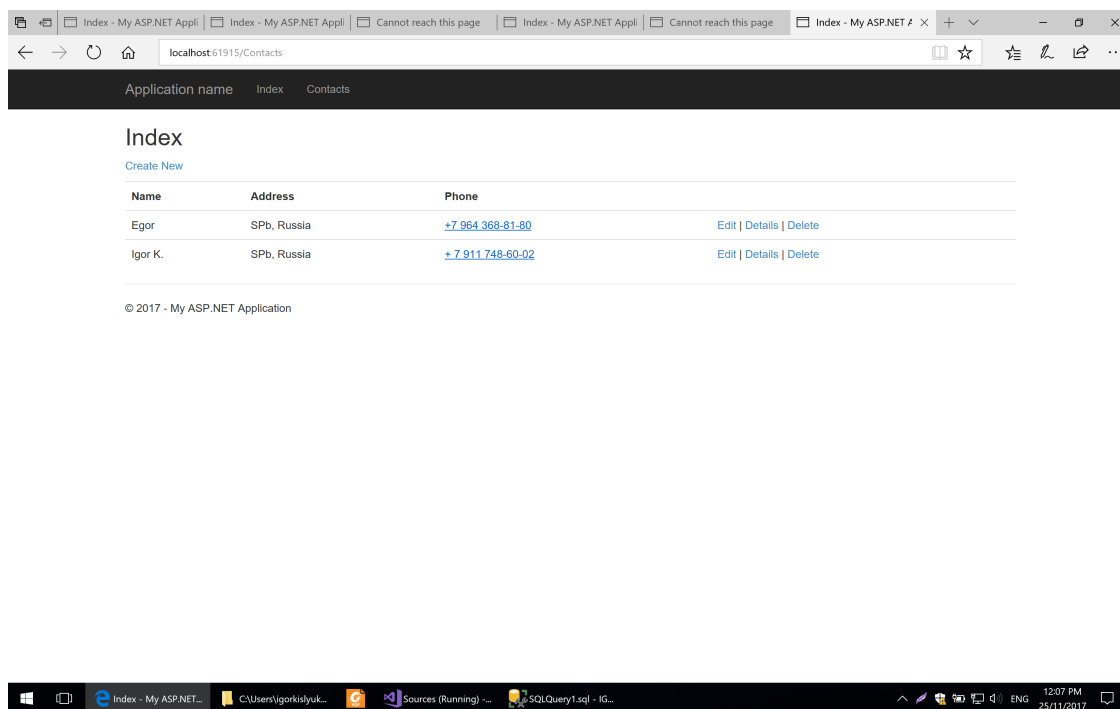 Index - My ASP.NET Appli Index - My ASP.NET Appli Cannot reach this page Index - My ASP.NET Appli Cannot reach this page Index - My ASP.NET A
localhost:61915/Contacts
Application name Index Contacts
Index
Create New
Name Address Phone
Egor SPb, Russia +7 964 368-81-80 Edit | Details | Delete
Igor K. SPb, Russia + 7 911 748-60-02 Edit | Details | Delete
© 2017 - My ASP.NET Application
Index - My ASP.NET... C:\Users\igorkislyuk... Sources (Running) -... SQLQuery1.sql - IG... ENG 12:07 PM
25/11/2017